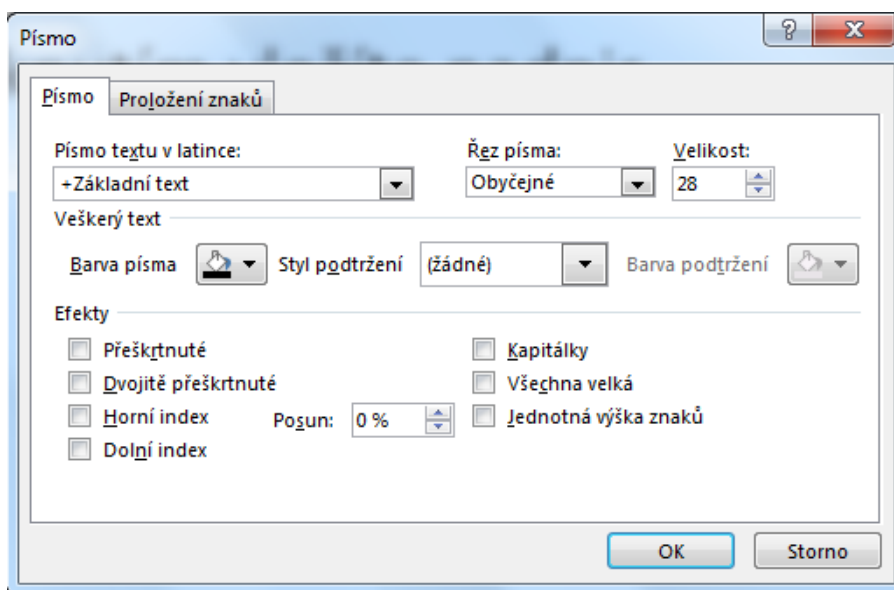 Písmo
Písmo Proložení znaků
Písmo textu v latince: Řez písma: Velikost:
+Základní text Obyčejné 28
Veškerý text
Barva písma Styl podtržení (žádné) Barva podtržení
Efekty
Přeškrtnuté Kapitálky
Dvojitě přeškrtnuté Všechna velká
Horní index Posun: 0 % Jednotná výška znaků
Dolní index
OK Storno